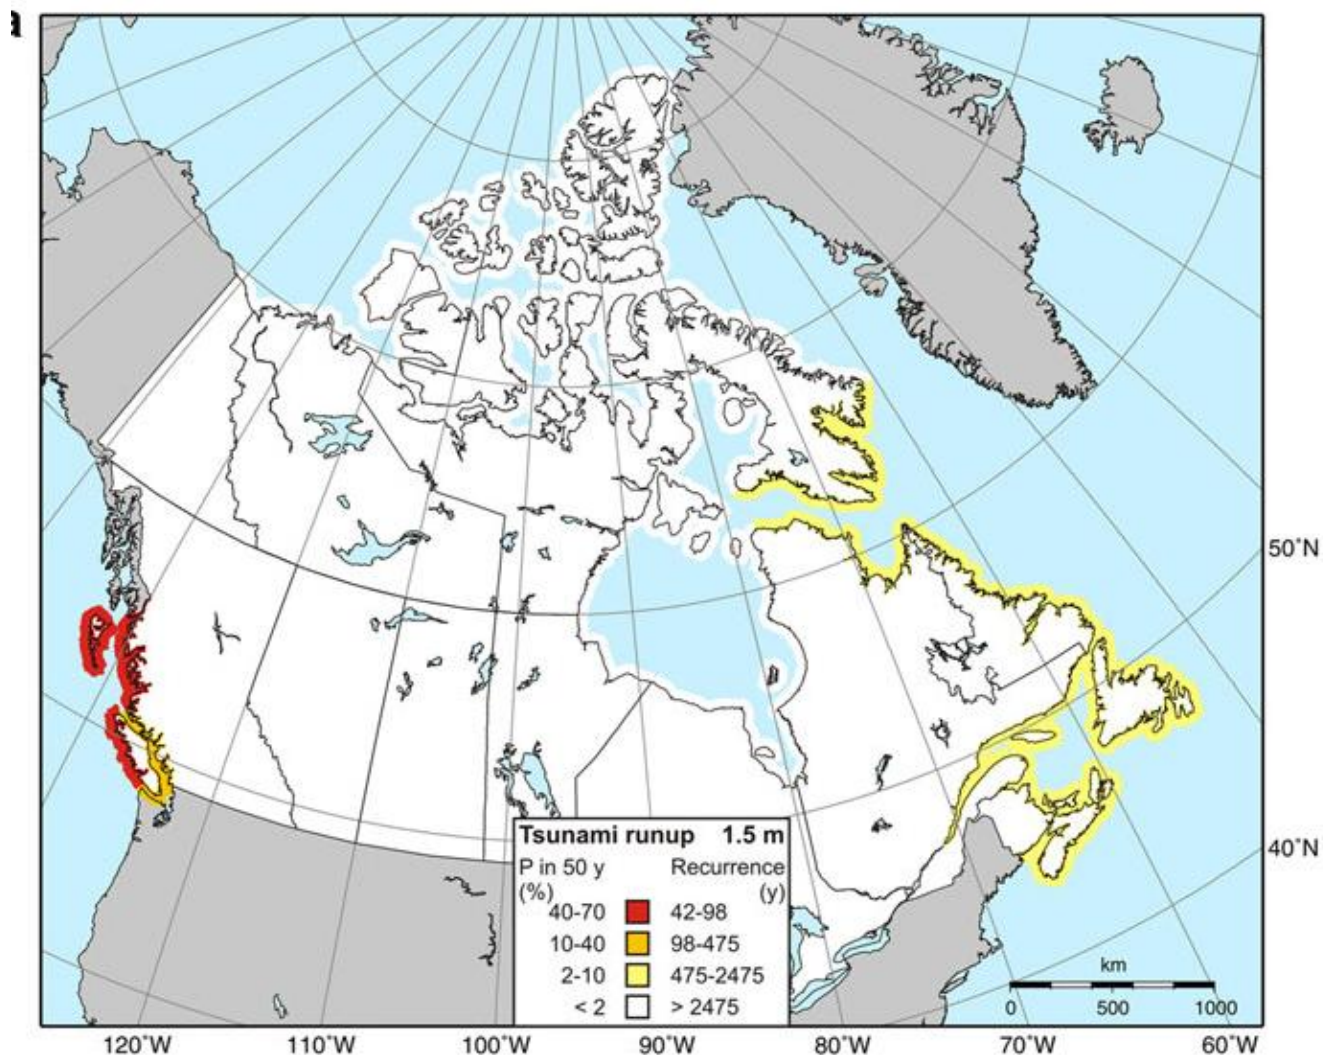 a
50°N
40°N
Tsunami runup 1.5 m
P in 50 y Recurrence
(%) (y)
40-70 42-98
10-40 98-475
2-10 475-2475
< 2 > 2475
km
0 500 1000
120°W 110°W 100°W 90°W 80°W 70°W 60°W